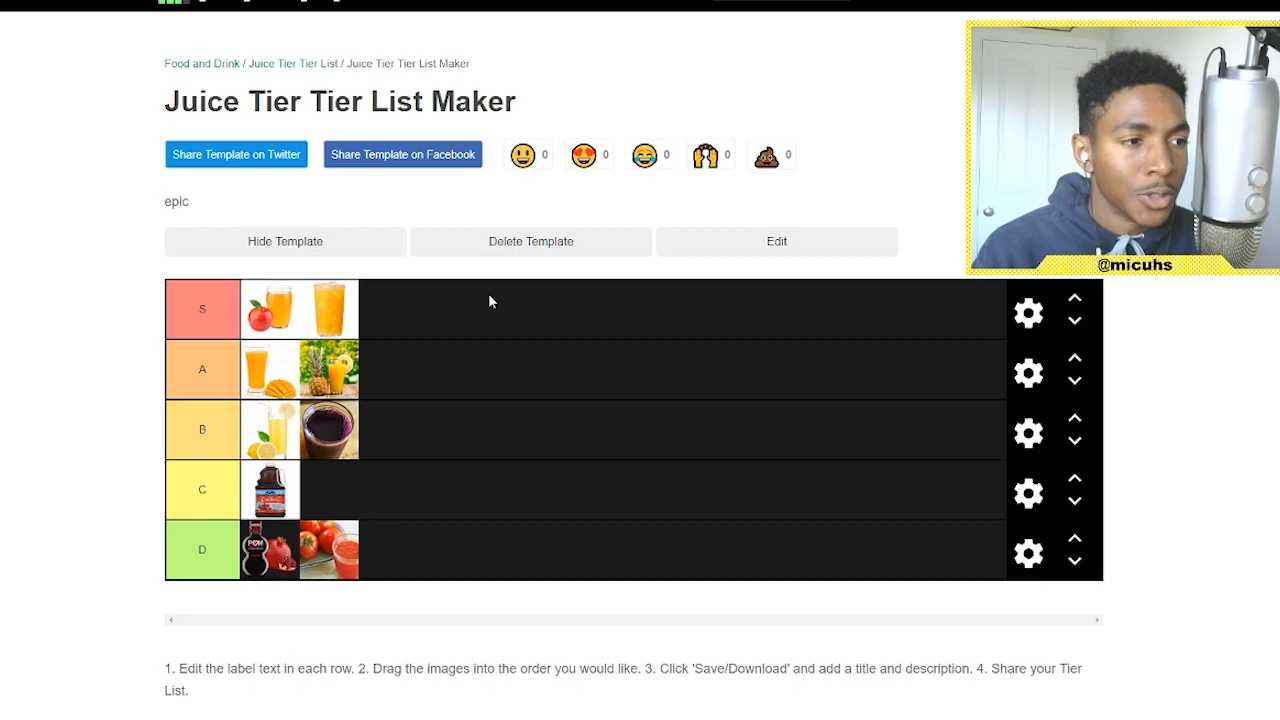 Food and Drink / Juice Tier Tier List / Juice Tier Tier List Maker
Juice Tier Tier List Maker
Share Template on Twitter Share Template on Facebook 0 0 0 0 0
epic
Hide Template Delete Template Edit
@micuhs
S
A
B
C
D
POM
1. Edit the label text in each row. 2. Drag the images into the order you would like. 3. Click 'Save/Download' and add a title and description. 4. Share your Tier
List.